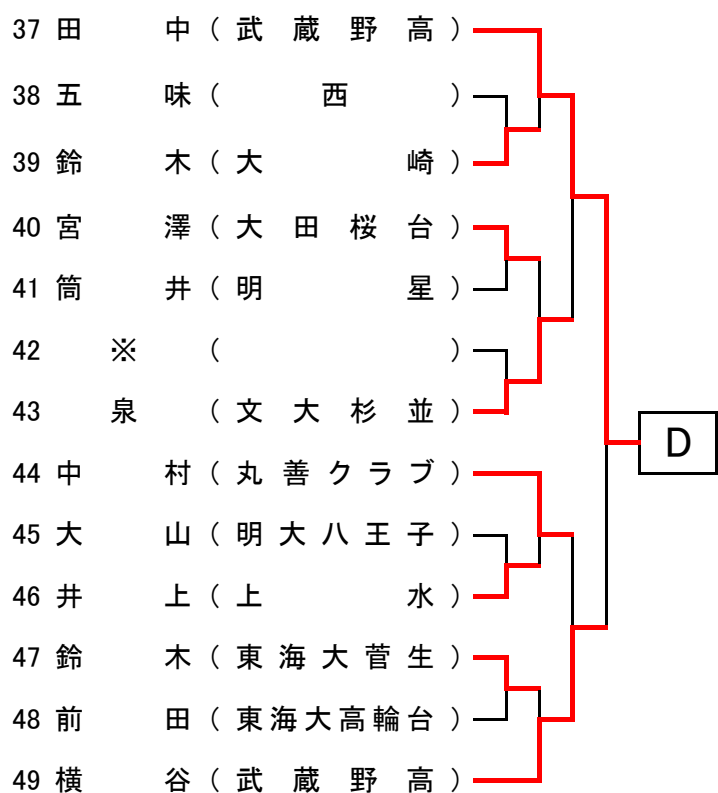 37 田 中 ( 武 蔵 野 高 )
38 五 味 ( 西 )
39 鈴 木 ( 大 崎 )
40 宮 澤 ( 大 田 桜 台 )
41 筒 井 ( 明 星 )
42 ※ ( )
43 泉 ( 文 大 杉 並 )
D
44 中 村 ( 丸 善 ク ラ ブ )
45 大 山 ( 明 大 八 王 子 )
46 井 上 ( 上 水 )
47 鈴 木 ( 東 海 大 菅 生 )
48 前 田 ( 東 海 大 高 輪 台 )
49 横 谷 ( 武 蔵 野 高 )